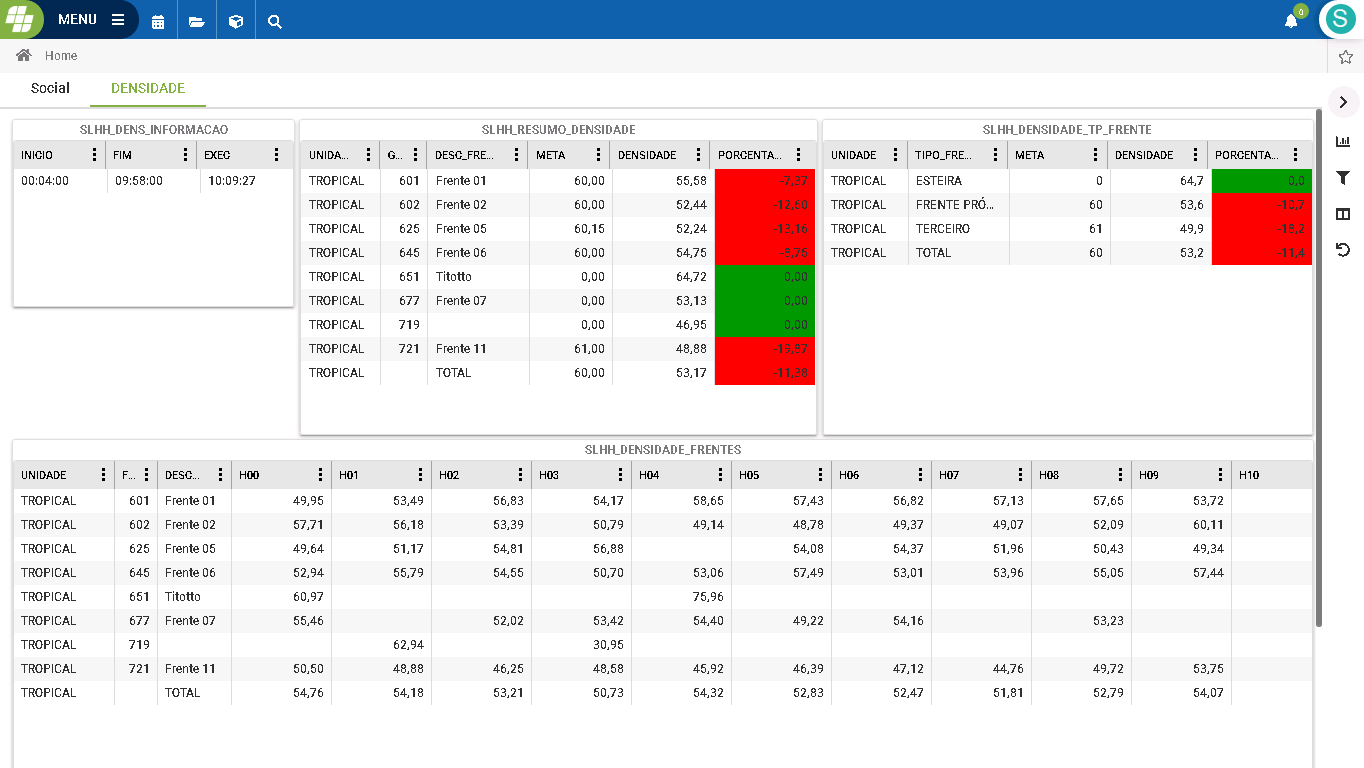 MENU
0
S
Home
Social DENSIDADE
SLHH_DENS_INFORMACAO
INICIO FIM EXEC
00:04:00 09:58:00 10:09:27
SLHH_RESUMO_DENSIDADE
UNIDA... G... DESC_FRE... META DENSIDADE PORCENTA...
TROPICAL 601 Frente 01 60,00 55,58 -7,37
TROPICAL 602 Frente 02 60,00 52,44 -12,60
TROPICAL 625 Frente 05 60,15 52,24 -13,16
TROPICAL 645 Frente 06 60,00 54,75 -8,75
TROPICAL 651 Titotto 0,00 64,72 0,00
TROPICAL 677 Frente 07 0,00 53,13 0,00
TROPICAL 719 0,00 46,95 0,00
TROPICAL 721 Frente 11 61,00 48,88 -19,87
TROPICAL TOTAL 60,00 53,17 -11,38
SLHH_DENSIDADE_TP_FRENTE
UNIDADE TIPO_FRE... META DENSIDADE PORCENTA...
TROPICAL ESTEIRA 0 64,7 0,0
TROPICAL FRENTE PRÓ... 60 53,6 -10,7
TROPICAL TERCEIRO 61 49,9 -18,2
TROPICAL TOTAL 60 53,2 -11,4
SLHH_DENSIDADE_FRENTES
UNIDADE F... DESC... H00 H01 H02 H03 H04 H05 H06 H07 H08 H09 H10
TROPICAL 601 Frente 01 49,95 53,49 56,83 54,17 58,65 57,43 56,82 57,13 57,65 53,72
TROPICAL 602 Frente 02 57,71 56,18 53,39 50,79 49,14 48,78 49,37 49,07 52,09 60,11
TROPICAL 625 Frente 05 49,64 51,17 54,81 56,88 54,08 54,37 51,96 50,43 49,34
TROPICAL 645 Frente 06 52,94 55,79 54,55 50,70 53,06 57,49 53,01 53,96 55,05 57,44
TROPICAL 651 Titotto 60,97 75,96
TROPICAL 677 Frente 07 55,46 52,02 53,42 54,40 49,22 54,16 53,23
TROPICAL 719 62,94 30,95
TROPICAL 721 Frente 11 50,50 48,88 46,25 48,58 45,92 46,39 47,12 44,76 49,72 53,75
TROPICAL TOTAL 54,76 54,18 53,21 50,73 54,32 52,83 52,47 51,81 52,79 54,07